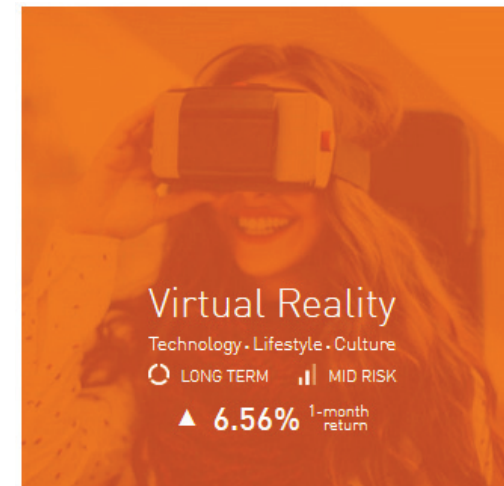 Virtual Reality
Technology • Lifestyle • Culture
LONG TERM MID RISK
▲ 6.56% 1-month
return